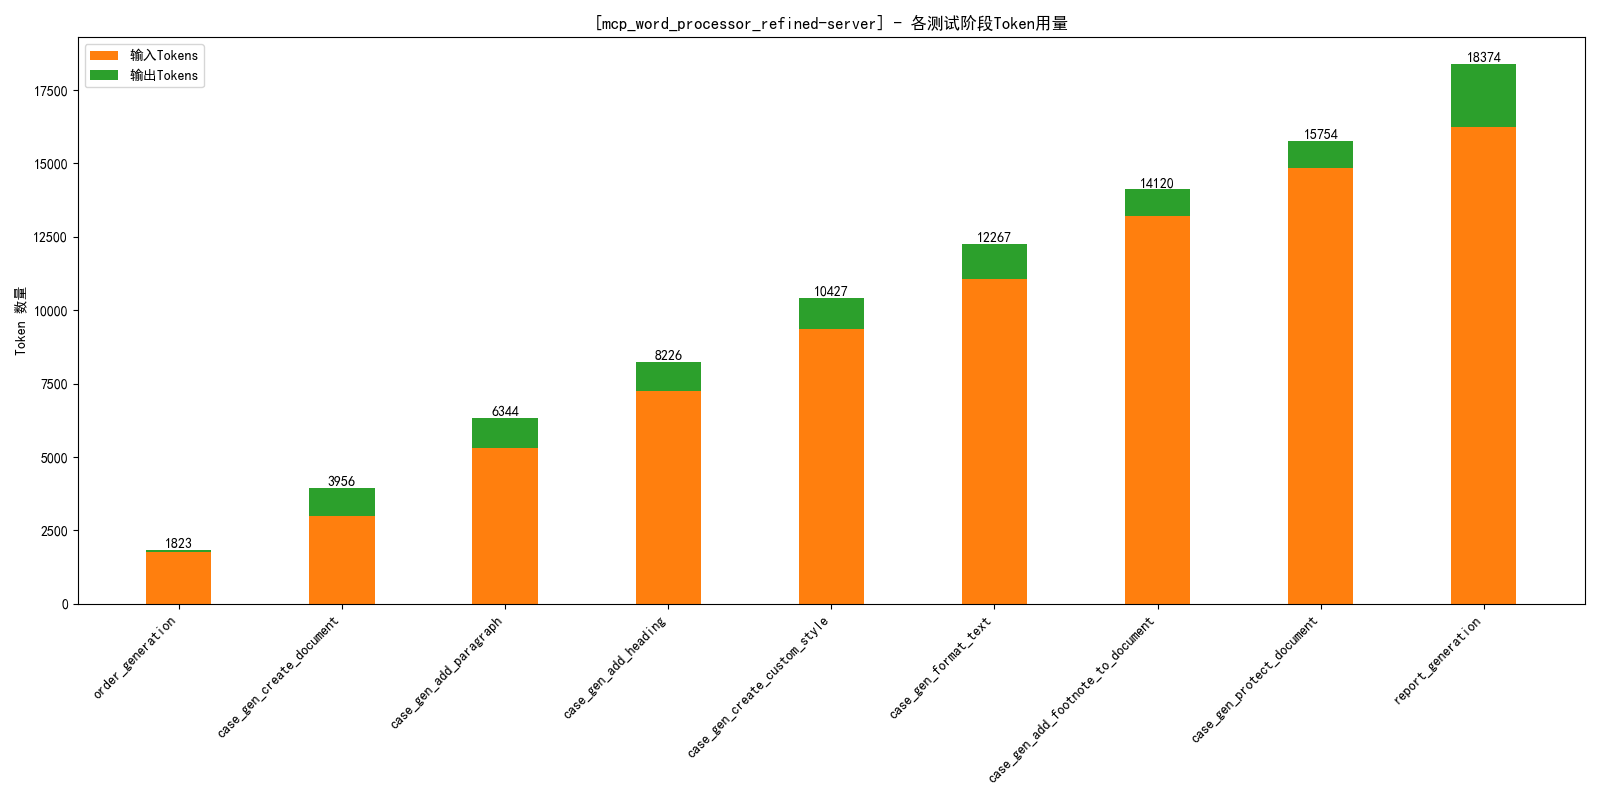 [mcp_word_processor_refined-server] - 各测试阶段Token用量
输入Tokens
输出Tokens
Token 数量
17500
15000
12500
10000
7500
5000
2500
0
1823
3956
6344
8226
10427
12267
14120
15754
18374
order_generation
case_gen_create_document
case_gen_add_paragraph
case_gen_add_heading
case_gen_create_custom_style
case_gen_format_text
case_gen_add_footnote_to_document
case_gen_protect_document
report_generation